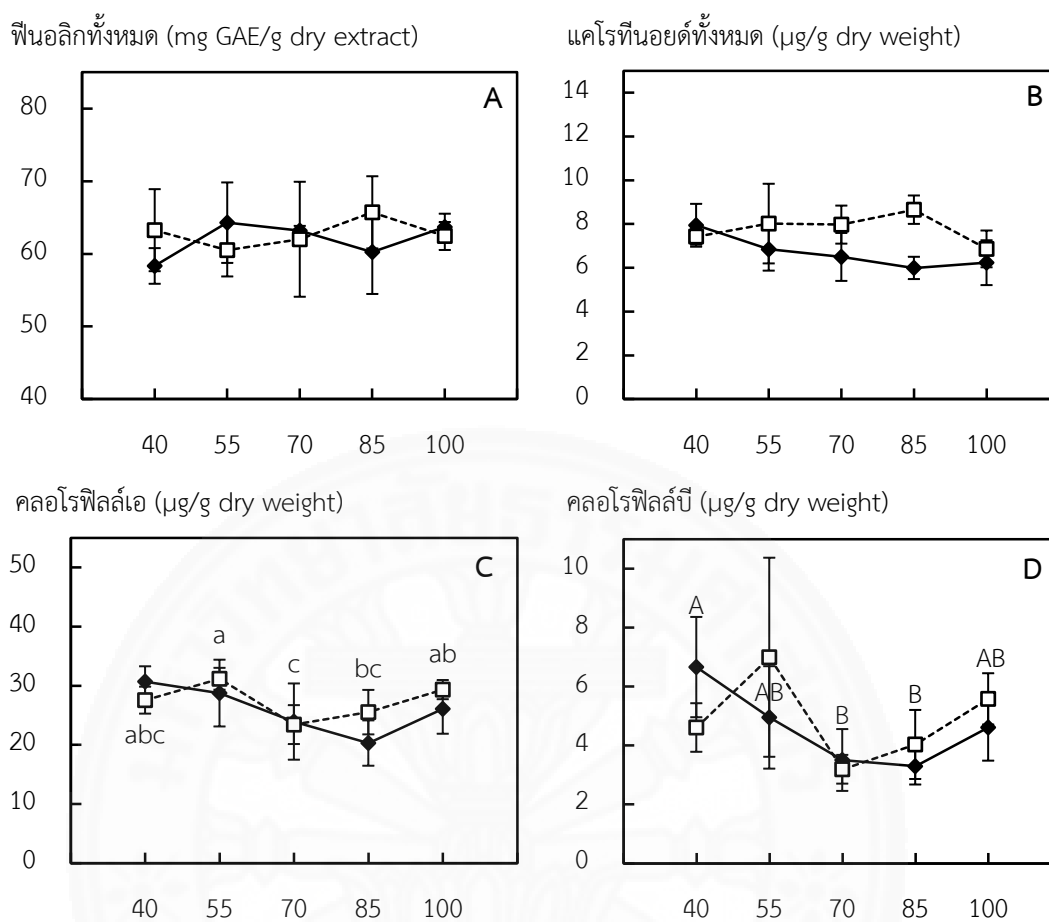 ฟีนอลิกทั้งหมด (mg GAE/g dry extract)
A
80
70
60
50
40
40 55 70 85 100
แคโรทีนอยด์ทั้งหมด (µg/g dry weight)
B
14
12
10
8
6
4
2
0
40 55 70 85 100
คลอโรฟิลล์เอ (µg/g dry weight)
C
50
40
30
20
10
0
a
c
bc
ab
abc
40 55 70 85 100
คลอโรฟิลล์บี (µg/g dry weight)
D
10
8
6
4
2
0
A
AB
B
B
AB
40 55 70 85 100